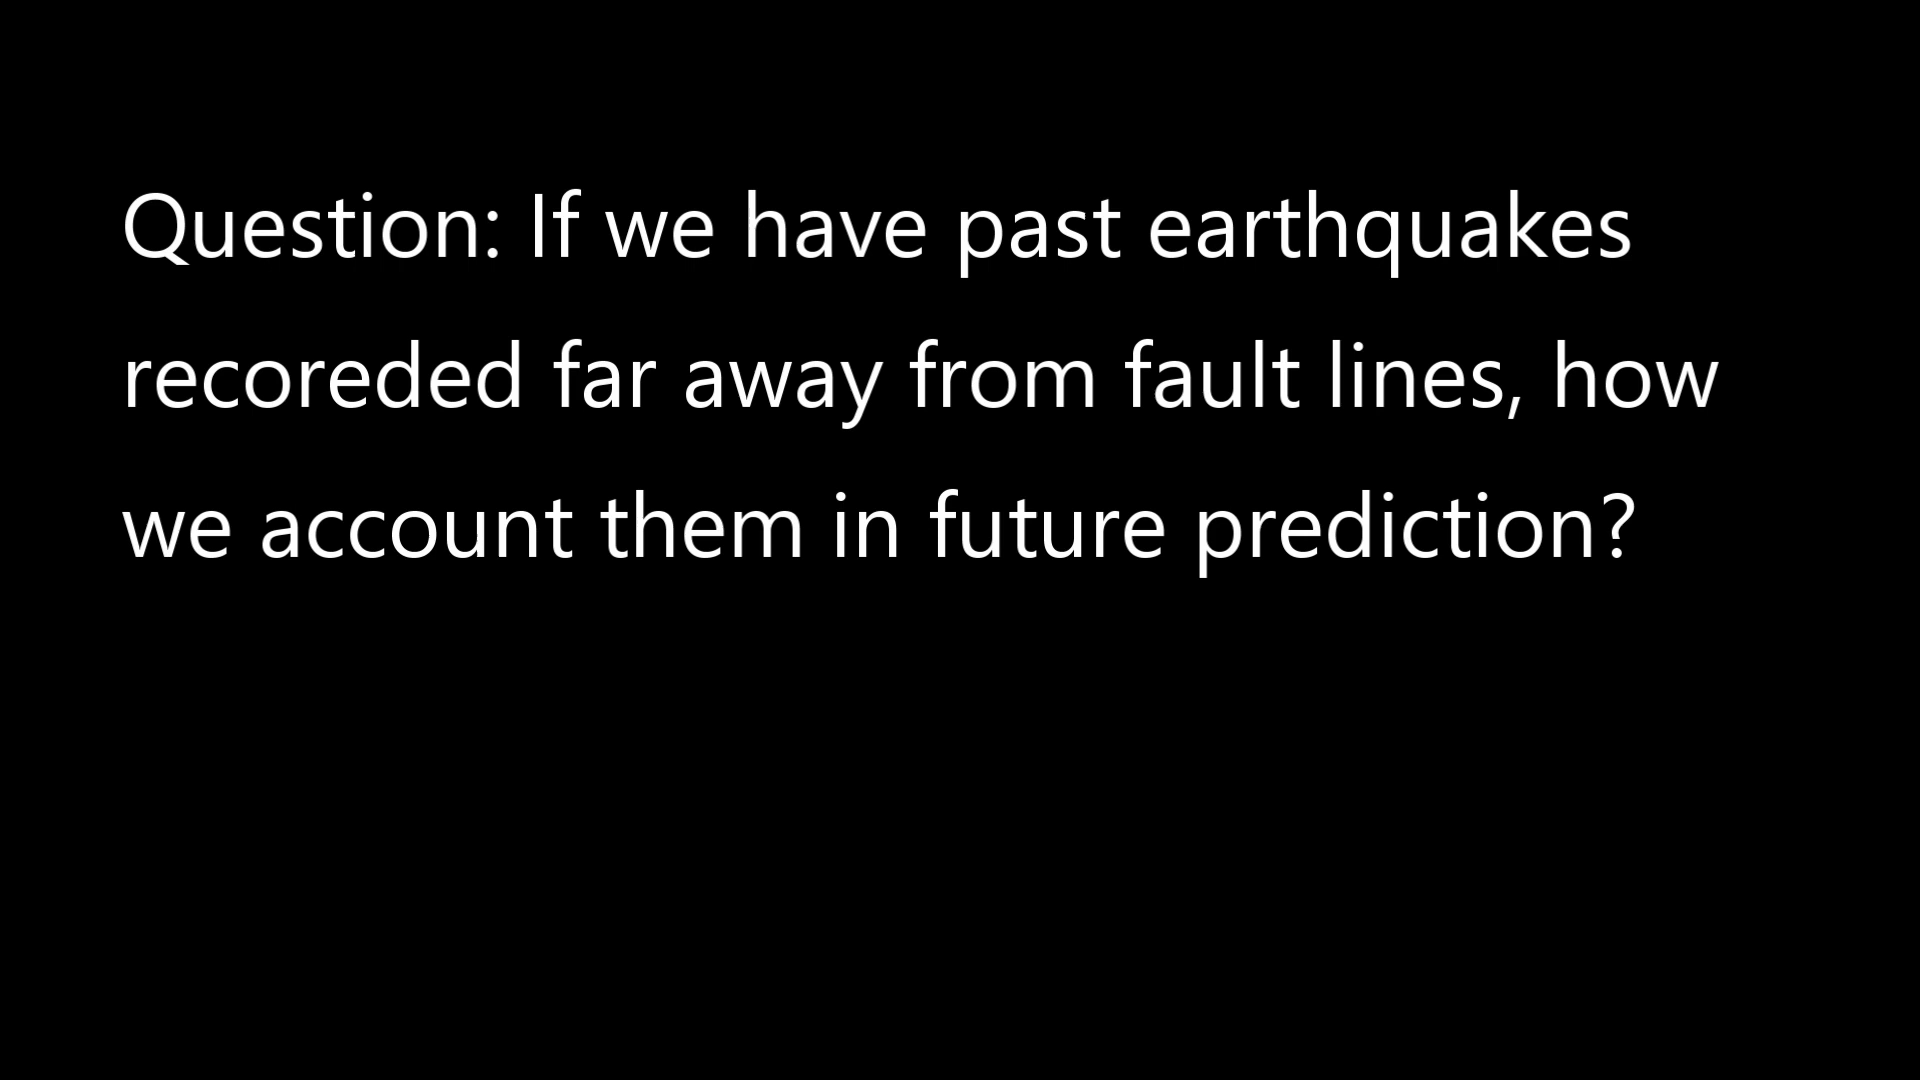 Question: If we have past earthquakes
recoreded far away from fault lines, how
we account them in future prediction?